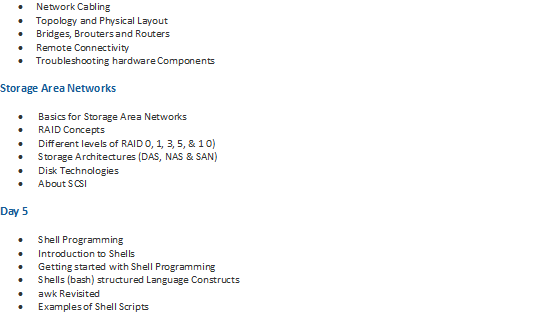 • Network Cabling
• Topology and Physical Layout
• Bridges, Brouters and Routers
• Remote Connectivity
• Troubleshooting hardware Components
Storage Area Networks
• Basics for Storage Area Networks
• RAID Concepts
• Different levels of RAID 0, 1, 3, 5, & 1 0)
• Storage Architectures (DAS, NAS & SAN)
• Disk Technologies
• About SCSI
Day 5
• Shell Programming
• Introduction to Shells
• Getting started with Shell Programming
• Shells (bash) structured Language Constructs
• awk Revisited
• Examples of Shell Scripts